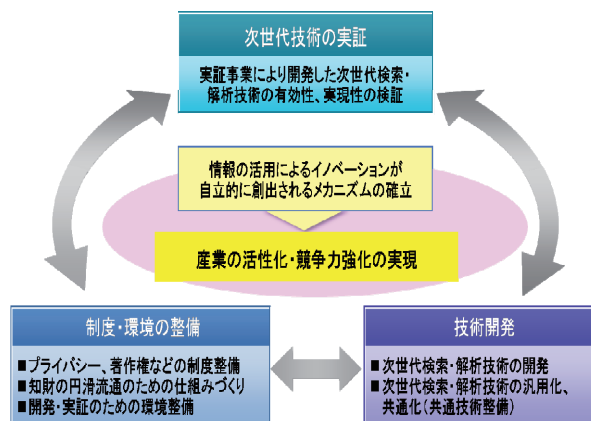 次世代技術の実証
実証事業により開発した次世代検索・
解析技術の有効性、実現性の検証
情報の活用によるイノベーションが
自立的に創出されるメカニズムの確立
産業の活性化・競争力強化の実現
制度・環境の整備
■プライバシー、著作権などの制度整備
■知財の円滑流通のための仕組みづくり
■開発・実証のための環境整備
技術開発
■次世代検索・解析技術の開発
■次世代検索・解析技術の汎用化、
共通化(共通技術整備)